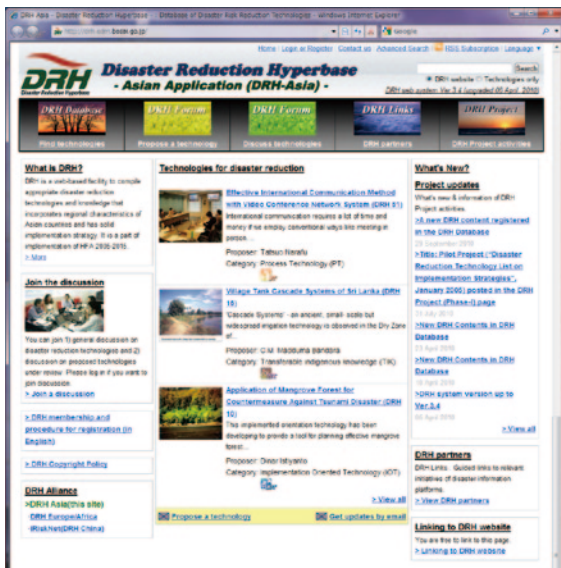 DRH Asia - Disaster Reduction Hyperbase - Database of Disaster Risk Reduction Technologies - Windows Internet Explorer
Google
Home Login or Register Contact us Advanced Search RSS Subscription Language
DRH
Disaster Reduction Hyperbase
Disaster Reduction Hyperbase
- Asian Application (DRH-Asia) -
Search
DRH website Technologies only
DRH web system Ver.3.4 (upgraded 00 April, 2010)
DRH Database
DRH Forum
DRH Forum
DRH Links
DRH Project
Find technologies
Propose a technology
Discuss technologies
DRH partners
DRH Project activities
What is DRH?
DRH is a web-based facility to compile
appropriate disaster reduction
technologies and knowledge that
incorporates regional characteristics of
Asian countries and has solid
implementation strategy. It is a part of
implementation of HFA 2005-2015.
> More
Join the discussion
You can join 1) general discussion on
disaster reduction technologies and 2)
discussion on proposed technologies
under review. Please log in if you want to
join discussion.
> Join a discussion
> DRH membership and
procedure for registration (in
English)
> DRH Copyright Policy
DRH Alliance
>DRH Asia(this site)
-DRH Europe/Africa
-iRiskNet(DRH China)
Technologies for disaster reduction
Effective International Communication Method
with Video Conference Network System (DRH 51)
International communication requires a lot of time and
money if we employ conventional ways like meeting in
person ...
Proposer: Tatsuo Narafu
Category: Process Technology (PT)
Village Tank Cascade Systems of Sri Lanka (DRH
10)
'Cascade Systems' - an ancient, small- scale but
widespread irrigation technology is observed in the Dry Zone
of...
Proposer: C.M. Madduma Bandara
Category: Transferable Indigenous knowledge (TIK)
Application of Mangrove Forest for
Countermeasure Against Tsunami Disaster (DRH
10)
This implemented orientation technology has been
developing to provide a tool for planning effective mangrove
forest...
Proposer: Dinar Istiyanto
Category: Implementation Oriented Technology (IOT)
> View all
Propose a technology
Get updates by email
What's New?
Project updates
What's new & information of DRH
Project activities.
>A new DRH content registered
in the DRH Database
September 2010
>Title: Pilot Project ("Disaster
Reduction Technology List on
Implementation Strategies",
January 2005) posted in the DRH
Project (Phase-I) page
July 2010
>New DRH Contents in DRH
Database
April 2010
>New DRH Contents in DRH
Database
April 2010
>DRH system version up to
Ver.3.4
April 2010
> View all
DRH partners
DRH Links - Guided links to relevant
initiatives of disaster information
platforms.
> View DRH partners
Linking to DRH website
You are free to link to this page.
> Linking to DRH website